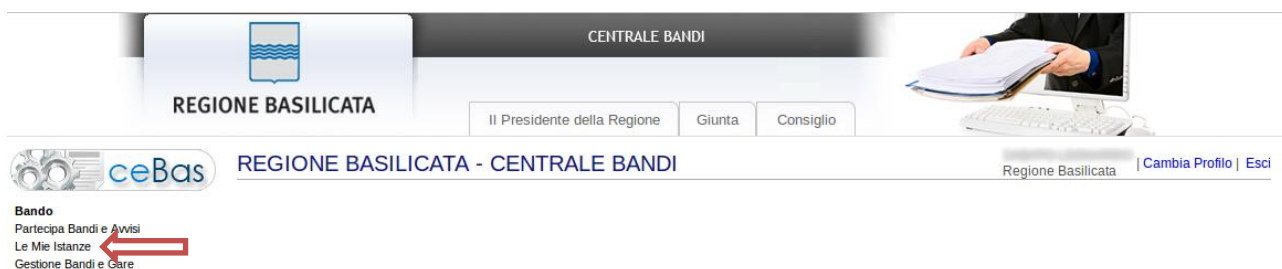 CENTRALE BANDI
REGIONE BASILICATA
Il Presidente della Regione
Giunta
Consiglio
ceBas
REGIONE BASILICATA - CENTRALE BANDI
Regione Basilicata
| Cambia Profilo | Esci
Bando
Partecipa Bandi e Avvisi
Le Mie Istanze
Gestione Bandi e Gare